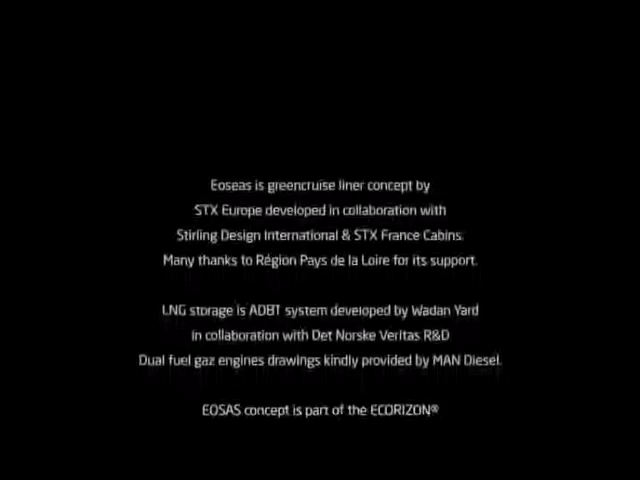 Eoseas is greencruise liner concept by
STX Europe developed in collaboration with
Stirling Design International & STX France Cabins.
Many thanks to Région Pays de la Loire for its support.
LNG storage is ADBT system developed by Wadan Yard
in collaboration with Det Norske Veritas R&D
Dual fuel gaz engines drawings kindly provided by MAN Diesel.
EOSAS concept is part of the ECORIZON®